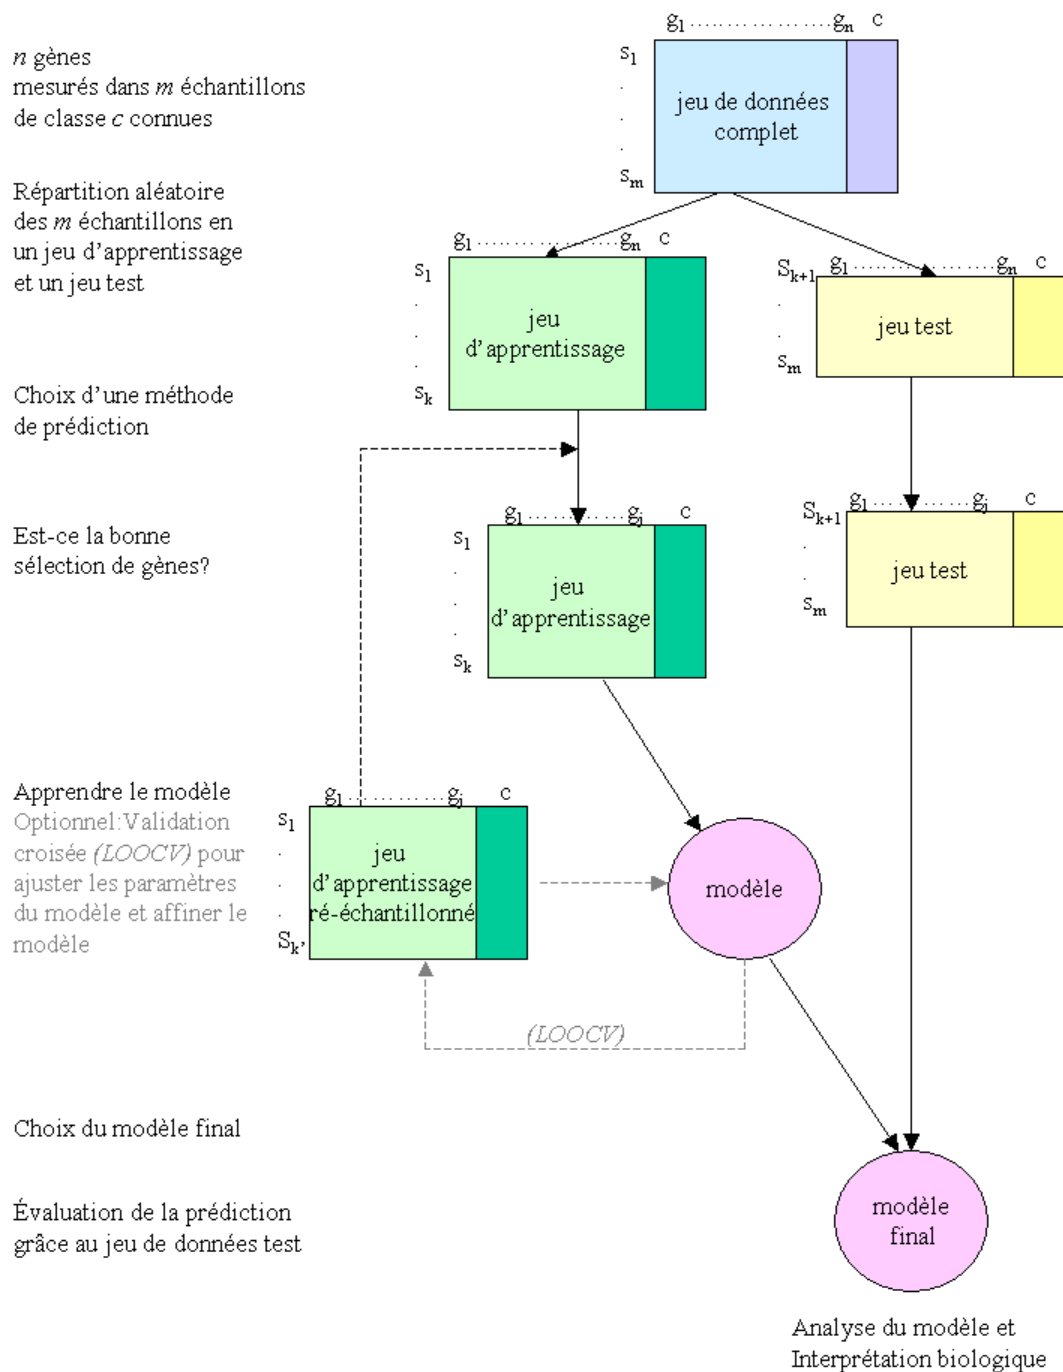 g1 ..................... gn c
n gènes
mesurés dans m échantillons
de classe c connues
s1
.
.
.
sm
jeu de données
complet
Répartition aléatoire
des m échantillons en
un jeu d'apprentissage
et un jeu test
g1 ..................... gn c
s1
.
.
.
sk
jeu
d'apprentissage
g1 ..................... gn c
Sk+1
.
.
sm
jeu test
Choix d'une méthode
de prédiction
Est-ce la bonne
sélection de gènes?
g1 ................. gj c
s1
.
.
.
sk
jeu
d'apprentissage
g1 ................. gj c
Sk+1
.
.
sm
jeu test
Apprendre le modèle
Optionnel:Validation
croisée (LOOCV) pour
ajuster les paramètres
du modèle et affiner le
modèle
g1 ................. gj c
s1
.
.
.
Sk'
jeu
d'apprentissage
ré-échantillonné
modèle
(LOOCV)
Choix du modèle final
Évaluation de la prédiction
grâce au jeu de données test
modèle
final
Analyse du modèle et
Interprétation biologique